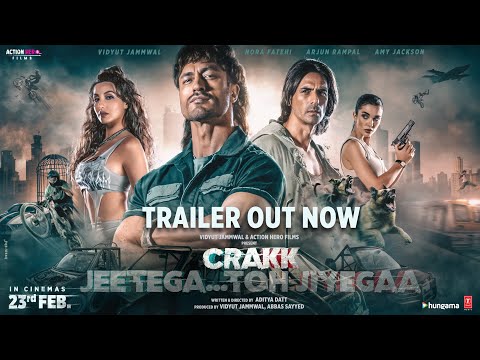 ACTION HERO
FILMS
VIDYUT JAMMWAL
NORA FATEHI
ARJUN RAMPAL
AMY JACKSON
TRAILER OUT NOW
VIDYUT JAMMWAL & ACTION HERO FILMS
PRESENT
CRAKK
JEETEGA...TOH JIYEGAA
WRITTEN & DIRECTED BY ADITYA DATT
PRODUCED BY VIDYUT JAMMWAL, ABBAS SAYYED
IN CINEMAS
23rd FEB.
hungama
T-SERIES